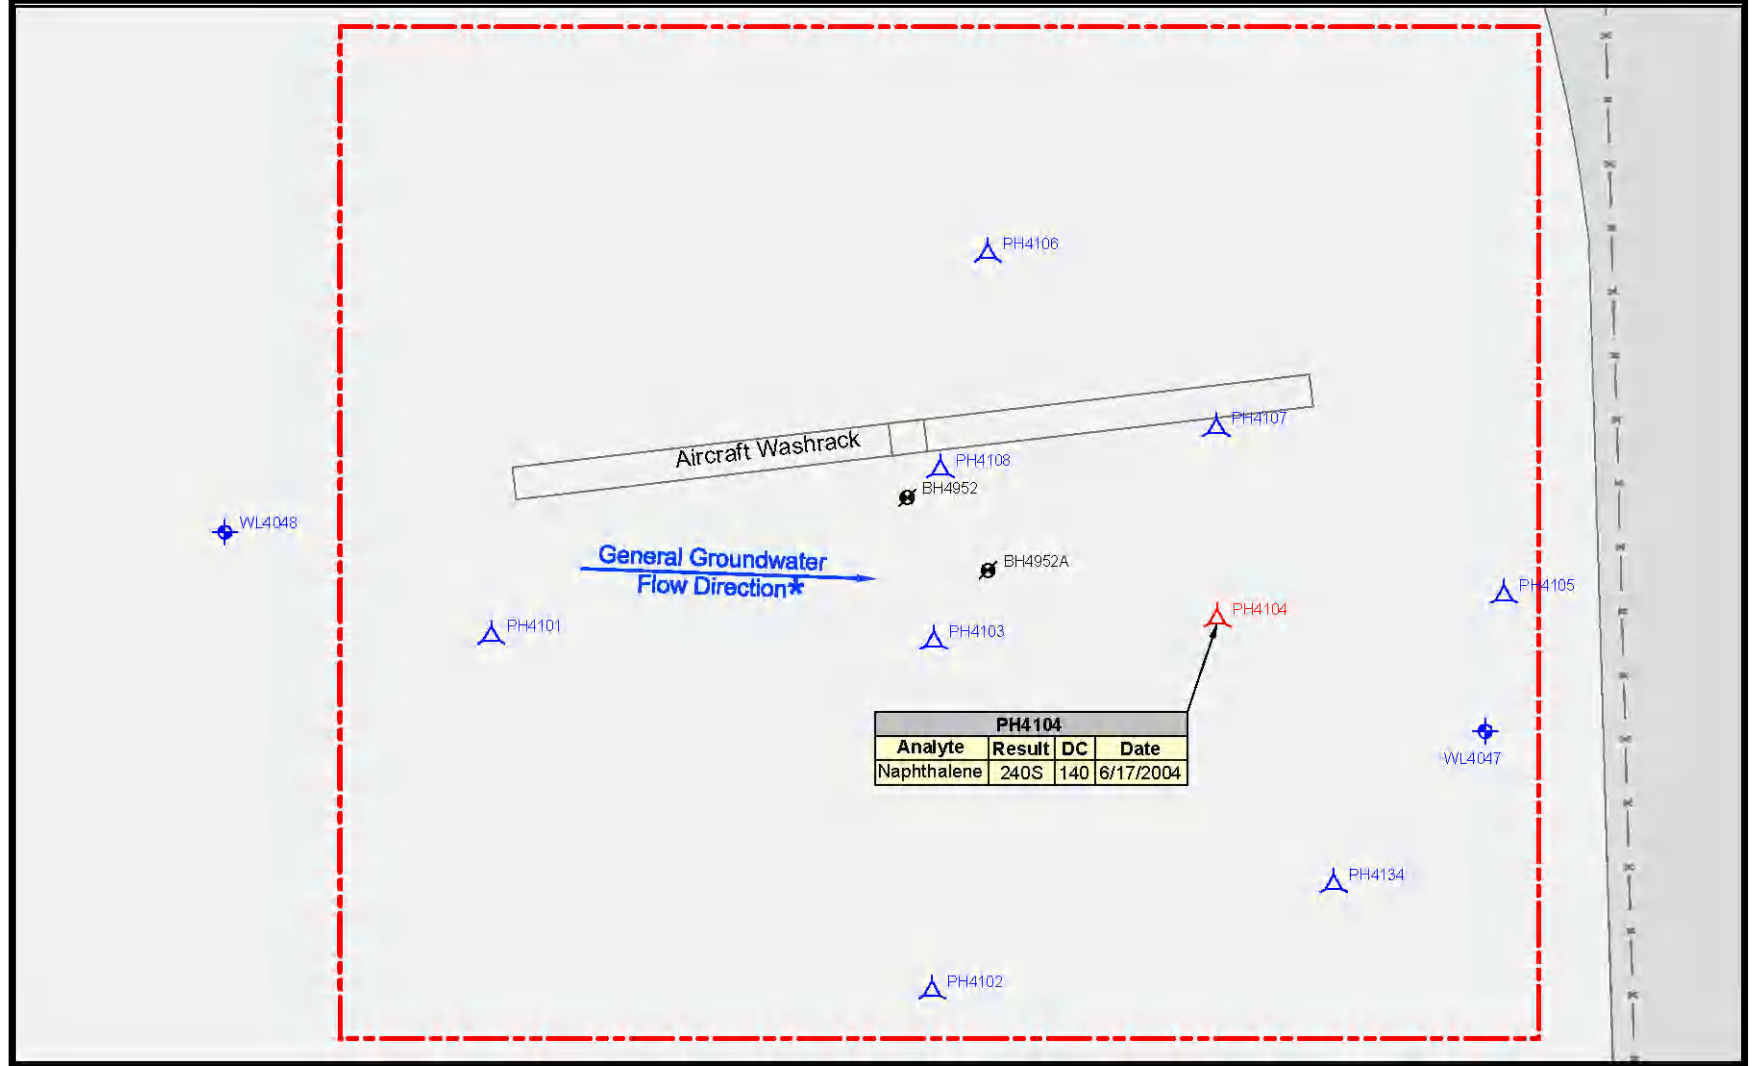 PH4106
PH4107
Aircraft Washrack
PH4108
BH4952
WL4048
General Groundwater
Flow Direction*
BH4952A
PH4105
PH4104
PH4101
PH4103
PH4104
Analyte Result DC Date
Naphthalene 240S 140 6/17/2004
WL4047
PH4134
PH4102